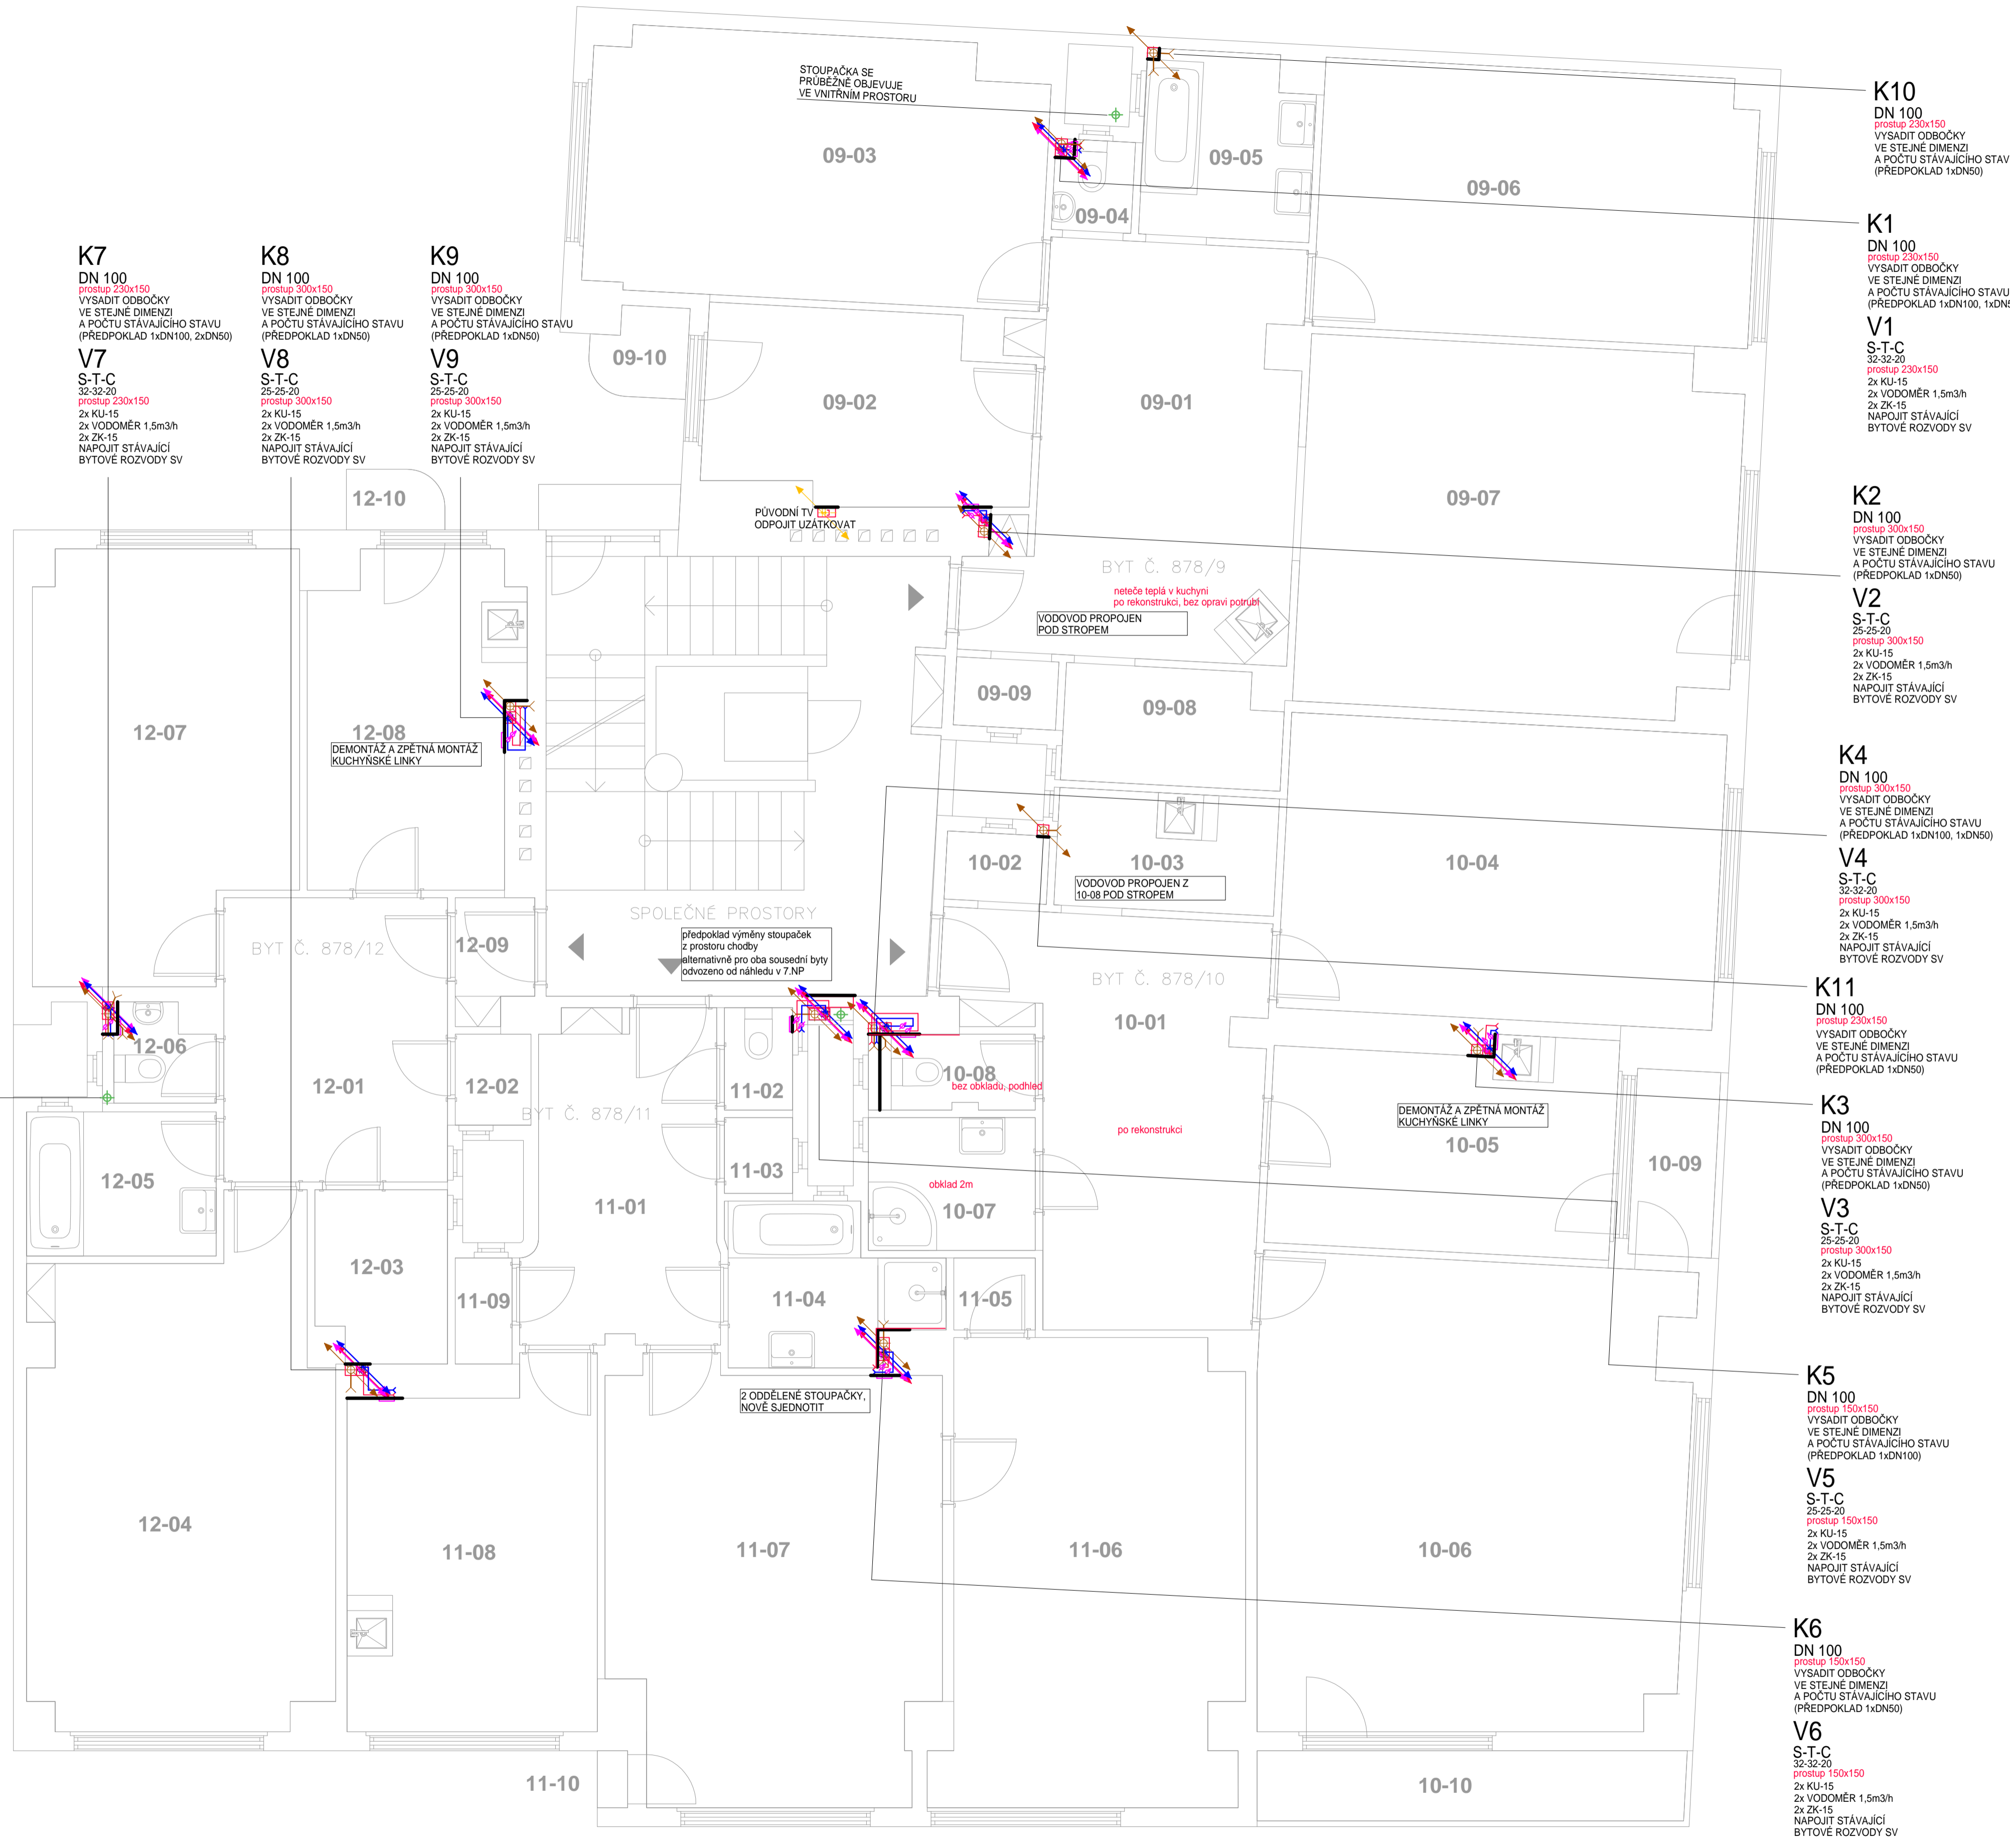 STOUPAČKA SE
PRŮBĚŽNĚ OBJEVUJE
VE VNITŘNÍM PROSTORU
K10
DN 100
prostup 230x150
VYSADIT ODBOČKY
VE STEJNÉ DIMENZI
A POČTU STÁVAJÍCÍHO STAV
(PŘEDPOKLAD 1xDN50)
K1
DN 100
prostup 230x150
VYSADIT ODBOČKY
VE STEJNÉ DIMENZI
A POČTU STÁVAJÍCÍHO STAVU
(PŘEDPOKLAD 1xDN100, 1xDN5
V1
S-T-C
32-32-20
prostup 230x150
2x KU-15
2x VODOMĚR 1,5m3/h
2x ZK-15
NAPOJIT STÁVAJÍCÍ
BYTOVÉ ROZVODY SV
K7
DN 100
prostup 230x150
VYSADIT ODBOČKY
VE STEJNÉ DIMENZI
A POČTU STÁVAJÍCÍHO STAVU
(PŘEDPOKLAD 1xDN100, 2xDN50)
V7
S-T-C
32-32-20
prostup 230x150
2x KU-15
2x VODOMĚR 1,5m3/h
2x ZK-15
NAPOJIT STÁVAJÍCÍ
BYTOVÉ ROZVODY SV
K8
DN 100
prostup 300x150
VYSADIT ODBOČKY
VE STEJNÉ DIMENZI
A POČTU STÁVAJÍCÍHO STAVU
(PŘEDPOKLAD 1xDN50)
V8
S-T-C
25-25-20
prostup 300x150
2x KU-15
2x VODOMĚR 1,5m3/h
2x ZK-15
NAPOJIT STÁVAJÍCÍ
BYTOVÉ ROZVODY SV
K9
DN 100
prostup 300x150
VYSADIT ODBOČKY
VE STEJNÉ DIMENZI
A POČTU STÁVAJÍCÍHO STAVU
(PŘEDPOKLAD 1xDN50)
V9
S-T-C
25-25-20
prostup 300x150
2x KU-15
2x VODOMĚR 1,5m3/h
2x ZK-15
NAPOJIT STÁVAJÍCÍ
BYTOVÉ ROZVODY SV
09-03
09-05
09-06
09-04
09-10
09-02
09-01
09-07
12-10
PŮVODNÍ TV
ODPOJIT UZÁTKOVAT
K2
DN 100
prostup 300x150
VYSADIT ODBOČKY
VE STEJNÉ DIMENZI
A POČTU STÁVAJÍCÍHO STAVU
(PŘEDPOKLAD 1xDN50)
V2
S-T-C
25-25-20
prostup 300x150
2x KU-15
2x VODOMĚR 1,5m3/h
2x ZK-15
NAPOJIT STÁVAJÍCÍ
BYTOVÉ ROZVODY SV
BYT Č. 878/9
neteče teplá v kuchyni
po rekonstrukci, bez opravi potrubí
VODOVOD PROPOJEN
POD STROPEM
09-09
09-08
12-07
12-08
DEMONTÁŽ A ZPĚTNÁ MONTÁŽ
KUCHYŇSKÉ LINKY
K4
DN 100
prostup 300x150
VYSADIT ODBOČKY
VE STEJNÉ DIMENZI
A POČTU STÁVAJÍCÍHO STAVU
(PŘEDPOKLAD 1xDN100, 1xDN50)
V4
S-T-C
32-32-20
prostup 300x150
2x KU-15
2x VODOMĚR 1,5m3/h
2x ZK-15
NAPOJIT STÁVAJÍCÍ
BYTOVÉ ROZVODY SV
10-02
10-03
10-04
VODOVOD PROPOJEN Z
10-08 POD STROPEM
SPOLEČNÉ PROSTORY
předpoklad výměny stoupaček
z prostoru chodby
alternativně pro oba sousední byty
odvozeno od náhledu v 7.NP
BYT Č. 878/12
12-09
BYT Č. 878/10
10-01
K11
DN 100
prostup 230x150
VYSADIT ODBOČKY
VE STEJNÉ DIMENZI
A POČTU STÁVAJÍCÍHO STAVU
(PŘEDPOKLAD 1xDN50)
12-06
12-01
12-02
BYT Č. 878/11
11-02
10-08
bez obkladu, podhled
po rekonstrukci
DEMONTÁŽ A ZPĚTNÁ MONTÁŽ
KUCHYŇSKÉ LINKY
10-05
10-09
K3
DN 100
prostup 300x150
VYSADIT ODBOČKY
VE STEJNÉ DIMENZI
A POČTU STÁVAJÍCÍHO STAVU
(PŘEDPOKLAD 1xDN50)
V3
S-T-C
25-25-20
prostup 300x150
2x KU-15
2x VODOMĚR 1,5m3/h
2x ZK-15
NAPOJIT STÁVAJÍCÍ
BYTOVÉ ROZVODY SV
12-05
11-03
11-01
obklad 2m
10-07
12-03
11-09
11-04
11-05
2 ODDĚLENÉ STOUPAČKY,
NOVĚ SJEDNOTIT
K5
DN 100
prostup 150x150
VYSADIT ODBOČKY
VE STEJNÉ DIMENZI
A POČTU STÁVAJÍCÍHO STAVU
(PŘEDPOKLAD 1xDN100)
V5
S-T-C
25-25-20
prostup 150x150
2x KU-15
2x VODOMĚR 1,5m3/h
2x ZK-15
NAPOJIT STÁVAJÍCÍ
BYTOVÉ ROZVODY SV
12-04
11-08
11-07
11-06
10-06
K6
DN 100
prostup 150x150
VYSADIT ODBOČKY
VE STEJNÉ DIMENZI
A POČTU STÁVAJÍCÍHO STAVU
(PŘEDPOKLAD 1xDN50)
V6
S-T-C
32-32-20
prostup 150x150
2x KU-15
2x VODOMĚR 1,5m3/h
2x ZK-15
NAPOJIT STÁVAJÍCÍ
BYTOVÉ ROZVODY SV
11-10
10-10